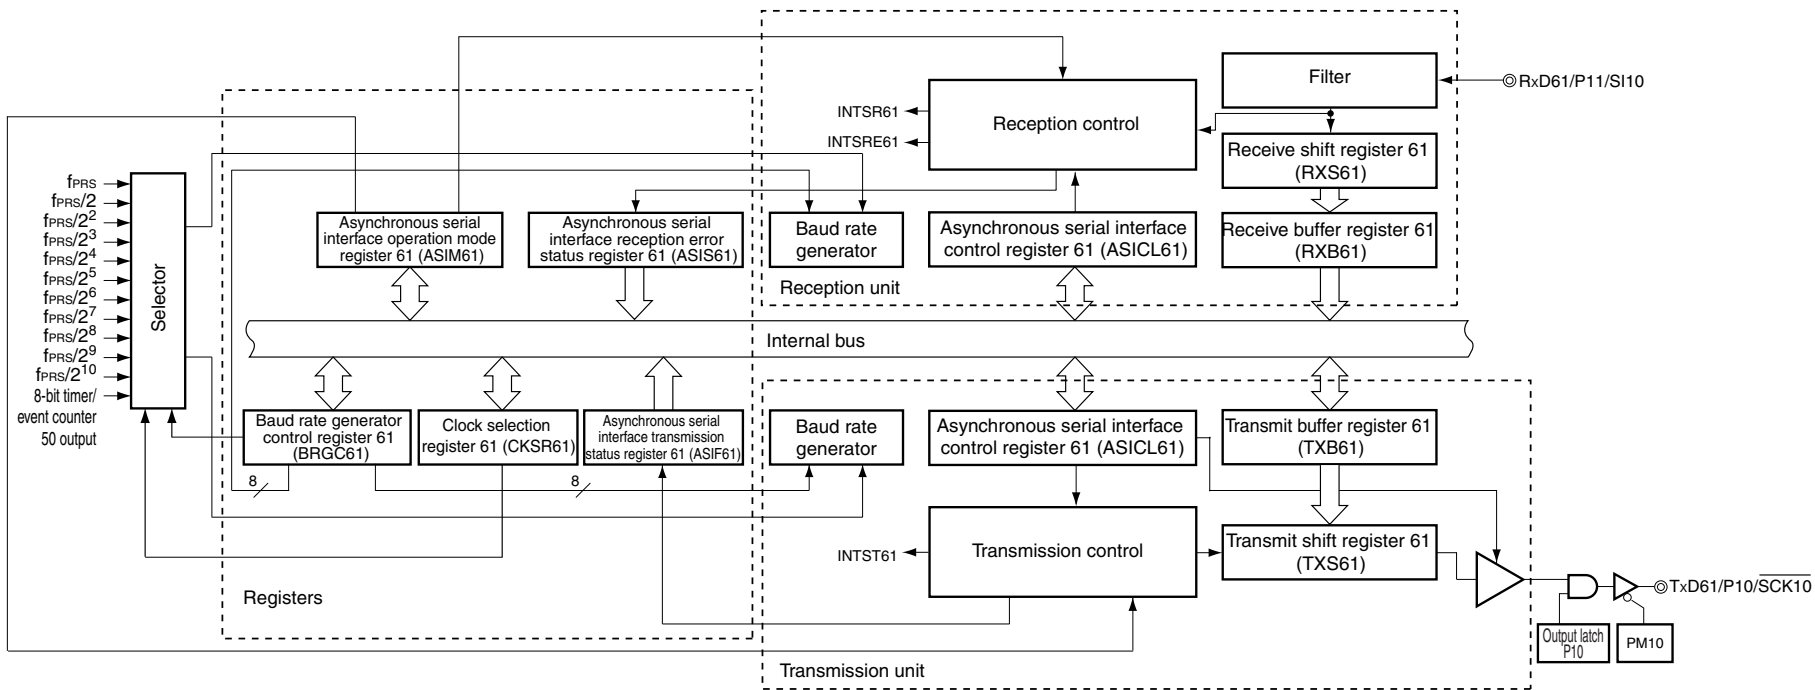 Filter
RxD61/P11/SI10
INTSR61
Reception control
INTSRE61
Receive shift register 61
(RXS61)
fPRS
fPRS/2
fPRS/2²
fPRS/2³
fPRS/2⁴
fPRS/2⁵
fPRS/2⁶
fPRS/2⁷
fPRS/2⁸
fPRS/2⁹
fPRS/2¹⁰
8-bit timer/
event counter
50 output
Selector
Asynchronous serial
interface operation mode
register 61 (ASIM61)
Asynchronous serial
interface reception error
status register 61 (ASIS61)
Baud rate
generator
Asynchronous serial interface
control register 61 (ASICL61)
Receive buffer register 61
(RXB61)
Reception unit
Internal bus
Baud rate generator
control register 61
(BRGC61)
Clock selection
register 61 (CKSR61)
Asynchronous serial
interface transmission
status register 61 (ASIF61)
Baud rate
generator
Asynchronous serial interface
control register 61 (ASICL61)
Transmit buffer register 61
(TXB61)
8
8
INTST61
Transmission control
Transmit shift register 61
(TXS61)
TxD61/P10/SCK10
Registers
Output latch
P10
PM10
Transmission unit